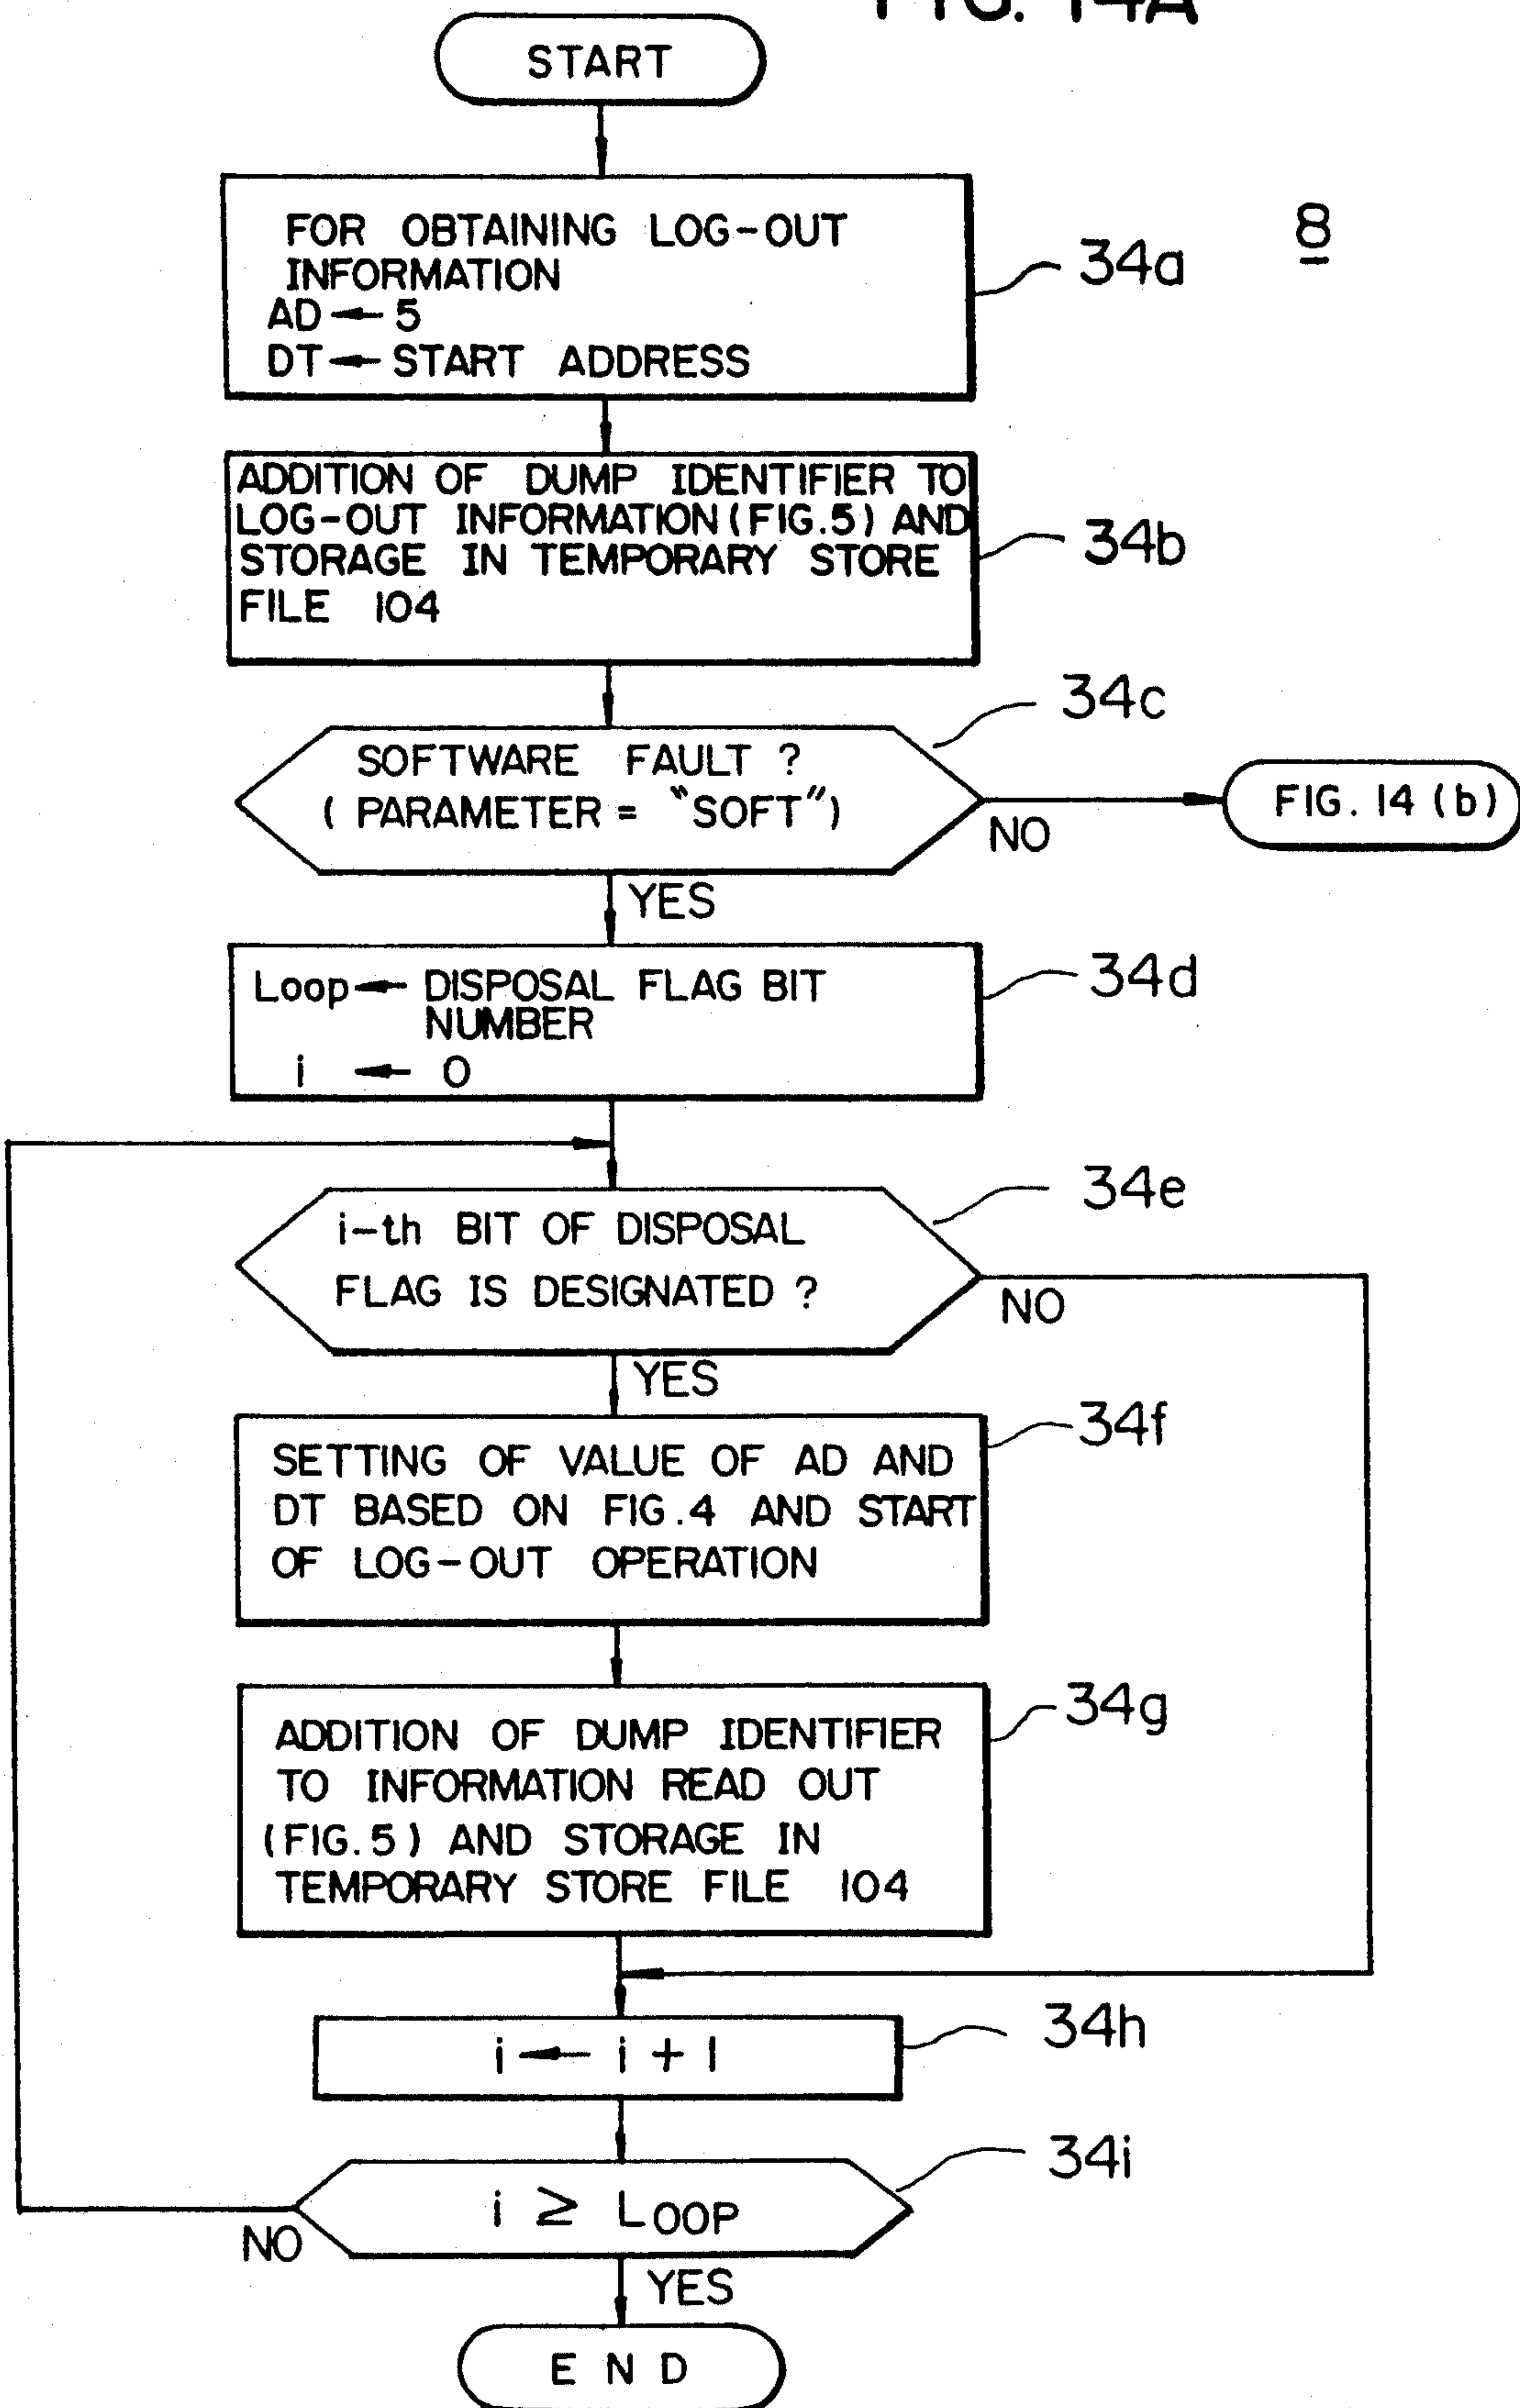 FIG. 14A
START
FOR OBTAINING LOG-OUT
INFORMATION
AD ← 5
DT ← START ADDRESS
34a
8
ADDITION OF DUMP IDENTIFIER TO
LOG-OUT INFORMATION (FIG.5) AND
STORAGE IN TEMPORARY STORE
FILE 104
34b
34c
SOFTWARE FAULT ?
( PARAMETER = "SOFT")
NO
FIG. 14 (b)
YES
Loop ← DISPOSAL FLAG BIT
NUMBER
i ← 0
34d
34e
i-th BIT OF DISPOSAL
FLAG IS DESIGNATED ?
NO
YES
34f
SETTING OF VALUE OF AD AND
DT BASED ON FIG.4 AND START
OF LOG-OUT OPERATION
34g
ADDITION OF DUMP IDENTIFIER
TO INFORMATION READ OUT
(FIG.5) AND STORAGE IN
TEMPORARY STORE FILE 104
34h
i ← i + 1
34i
i ≥ LOOP
NO
YES
END